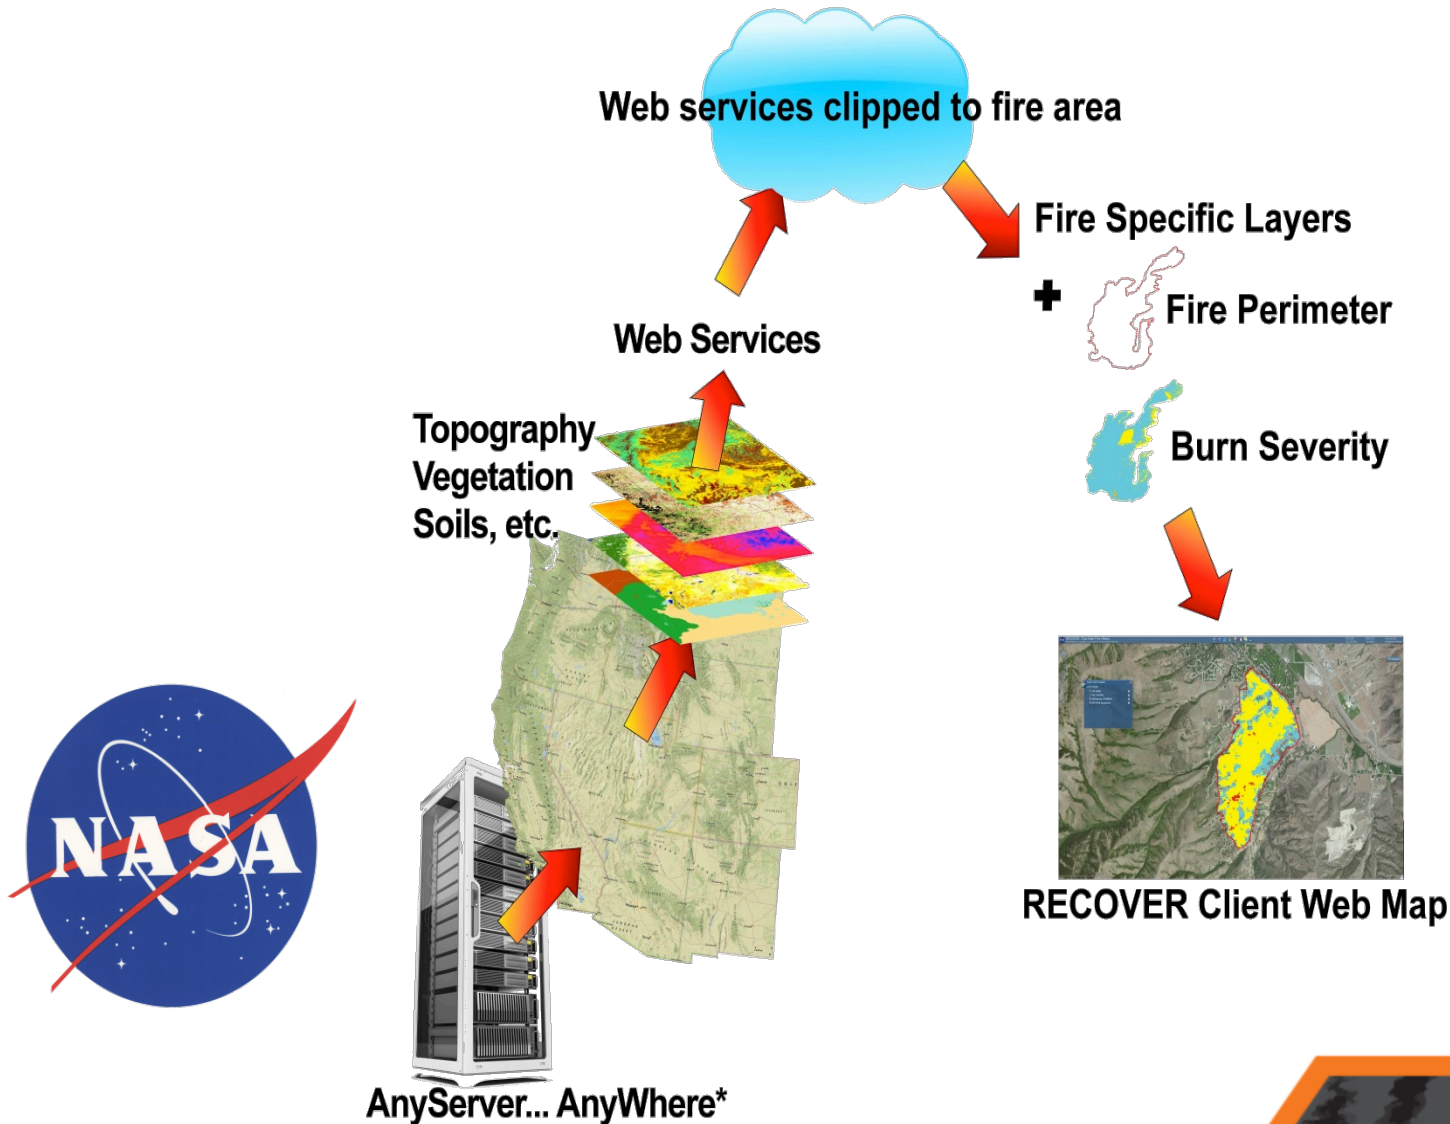 Web services clipped to fire area
Fire Specific Layers
+
Fire Perimeter
Web Services
Topography
Vegetation
Soils, etc.
Burn Severity
NASA
RECOVER Client Web Map
AnyServer... AnyWhere*